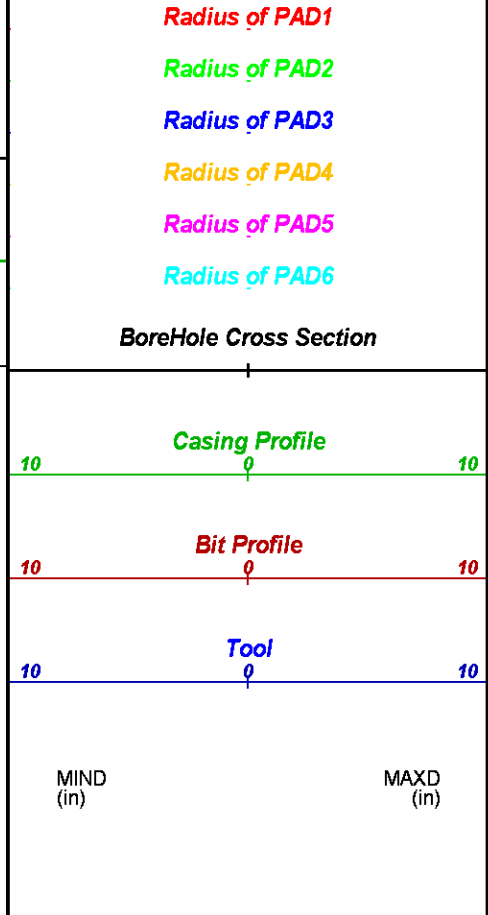 Radius of PAD1
Radius of PAD2
Radius of PAD3
Radius of PAD4
Radius of PAD5
Radius of PAD6
BoreHole Cross Section
Casing Profile
10 0 10
Bit Profile
10 0 10
Tool
10 0 10
MIND MAXD
(in) (in)